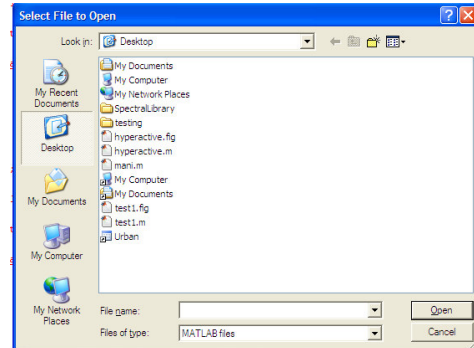 Select File to Open
Look in:
Desktop
My Recent
Documents
Desktop
My Documents
My Computer
My Network
Places
My Documents
My Computer
My Network Places
SpectralLibrary
testing
hyperactive.fig
hyperactive.m
mani.m
My Computer
My Documents
test1.fig
test1.m
Urban
File name:
Open
Files of type:
MATLAB files
Cancel